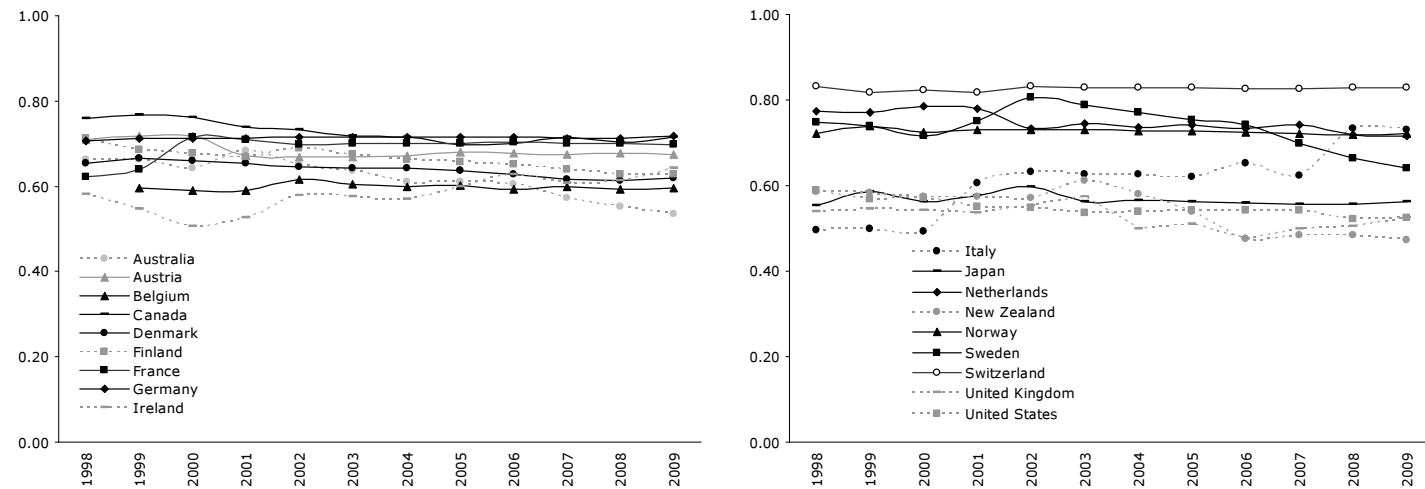 1.00
0.80
0.60
0.40
0.20
0.00
Australia
Austria
Belgium
Canada
Denmark
Finland
France
Germany
Ireland
1998
1999
2000
2001
2002
2003
2004
2005
2006
2007
2008
2009
1.00
0.80
0.60
0.40
0.20
0.00
Italy
Japan
Netherlands
New Zealand
Norway
Sweden
Switzerland
United Kingdom
United States
1998
1999
2000
2001
2002
2003
2004
2005
2006
2007
2008
2009